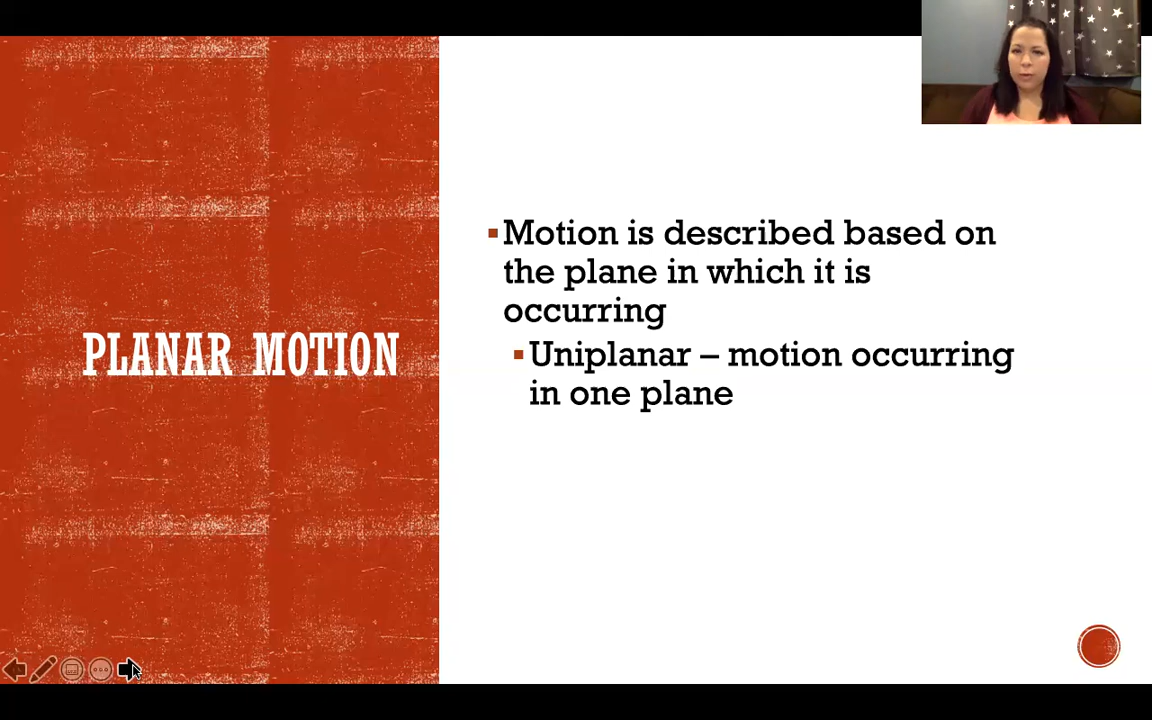 PLANAR MOTION
Motion is described based on
the plane in which it is
occurring
Uniplanar – motion occurring
in one plane